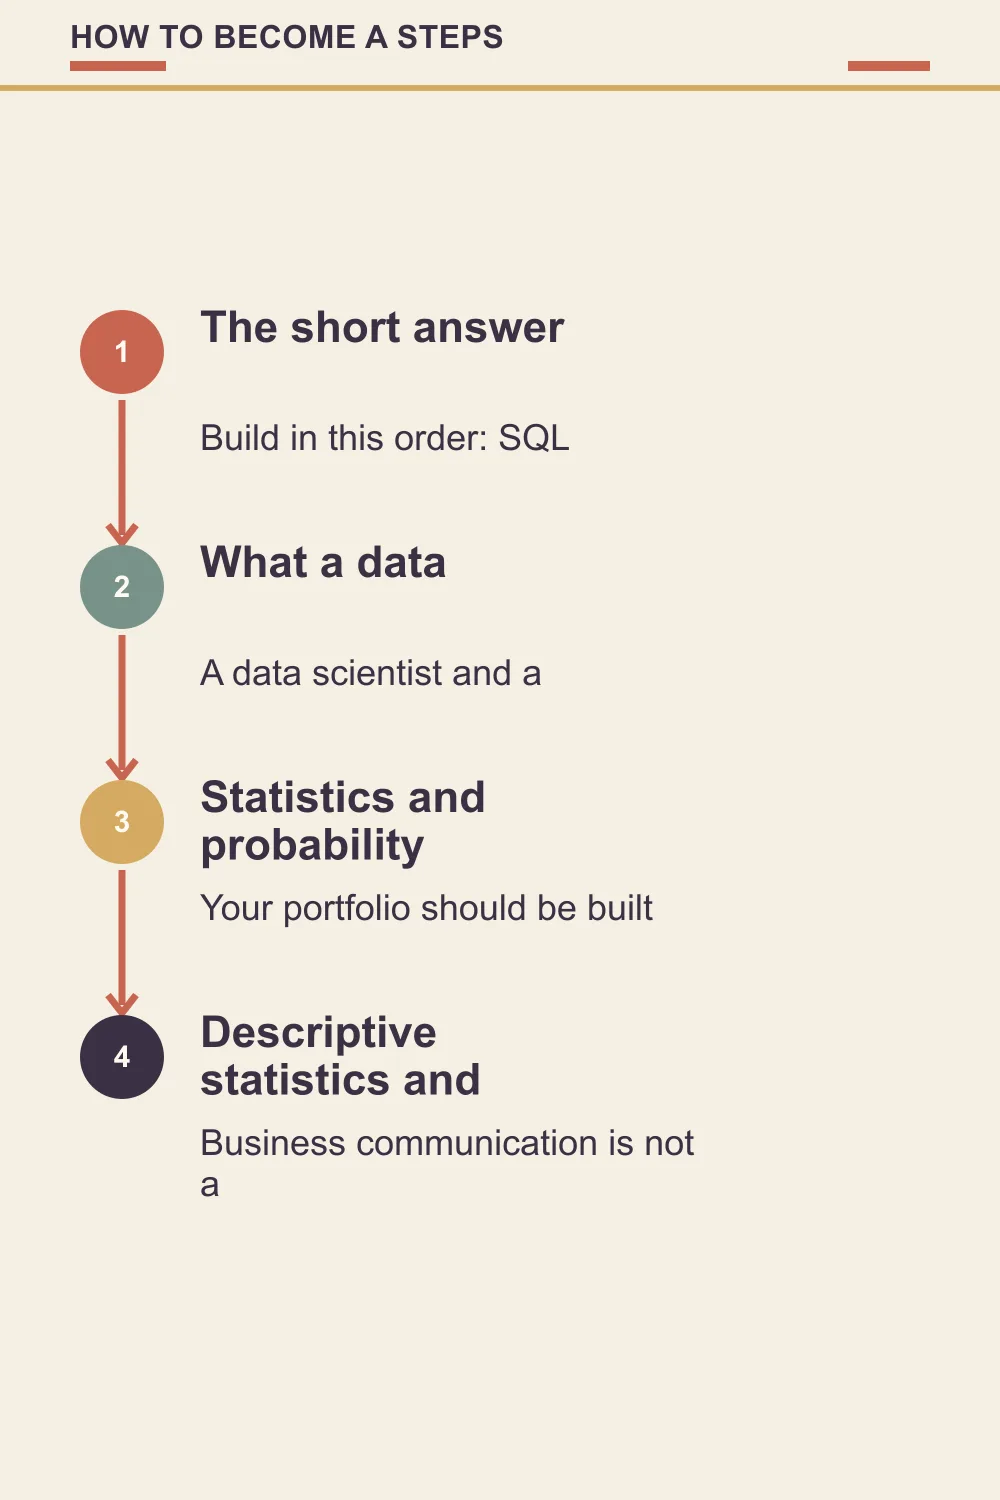 HOW TO BECOME A STEPS
1
The short answer
Build in this order: SQL
2
What a data
A data scientist and a
3
Statistics and
probability
Your portfolio should be built
4
Descriptive
statistics and
Business communication is not
a